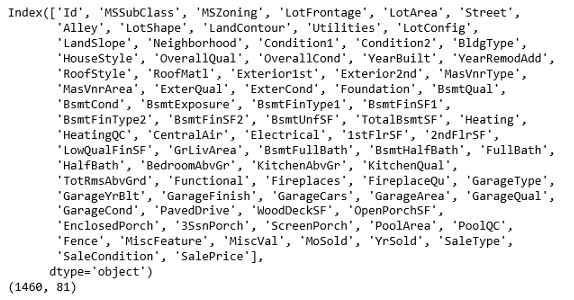 Index(['Id', 'MSSubClass', 'MSZoning', 'LotFrontage', 'LotArea', 'Street',
'Alley', 'LotShape', 'LandContour', 'Utilities', 'LotConfig',
'LandSlope', 'Neighborhood', 'Condition1', 'Condition2', 'BldgType',
'HouseStyle', 'OverallQual', 'OverallCond', 'YearBuilt', 'YearRemodAdd',
'RoofStyle', 'RoofMatl', 'Exterior1st', 'Exterior2nd', 'MasVnrType',
'MasVnrArea', 'ExterQual', 'ExterCond', 'Foundation', 'BsmtQual',
'BsmtCond', 'BsmtExposure', 'BsmtFinType1', 'BsmtFinSF1',
'BsmtFinType2', 'BsmtFinSF2', 'BsmtUnfSF', 'TotalBsmtSF', 'Heating',
'HeatingQC', 'CentralAir', 'Electrical', '1stFlrSF', '2ndFlrSF',
'LowQualFinSF', 'GrLivArea', 'BsmtFullBath', 'BsmtHalfBath', 'FullBath',
'HalfBath', 'BedroomAbvGr', 'KitchenAbvGr', 'KitchenQual',
'TotRmsAbvGrd', 'Functional', 'Fireplaces', 'FireplaceQu', 'GarageType',
'GarageYrBlt', 'GarageFinish', 'GarageCars', 'GarageArea', 'GarageQual',
'GarageCond', 'PavedDrive', 'WoodDeckSF', 'OpenPorchSF',
'EnclosedPorch', '3SsnPorch', 'ScreenPorch', 'PoolArea', 'PoolQC',
'Fence', 'MiscFeature', 'MiscVal', 'MoSold', 'YrSold', 'SaleType',
'SaleCondition', 'SalePrice'],
dtype='object')
(1460, 81)